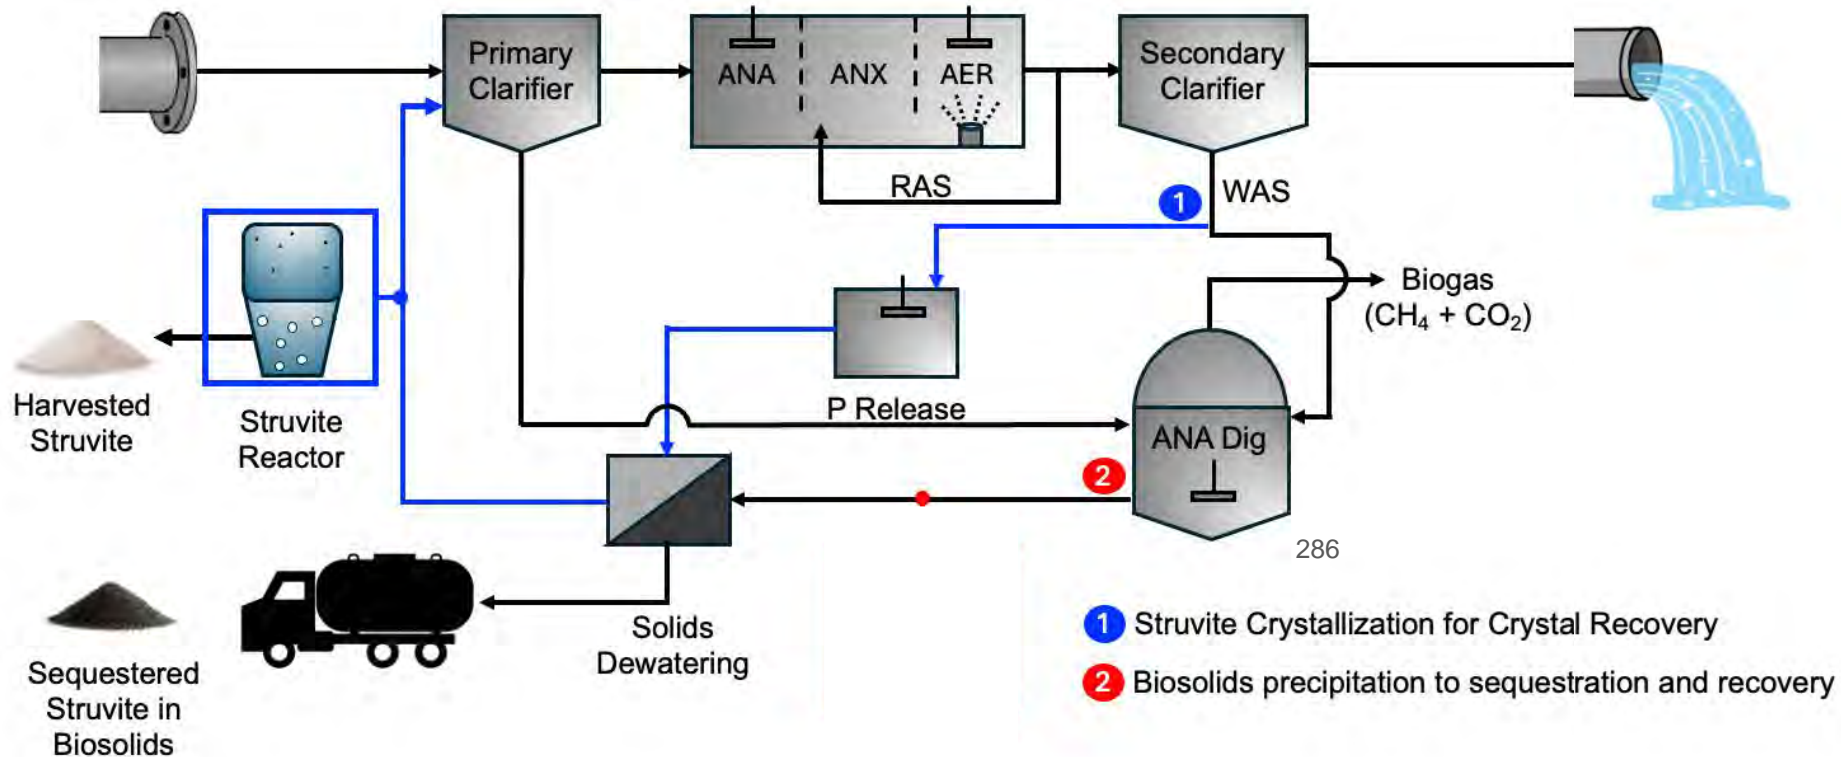 Primary
Clarifier
ANA
ANX
AER
Secondary
Clarifier
RAS
1
WAS
Biogas
(CH₄ + CO₂)
Harvested
Struvite
Struvite
Reactor
P Release
ANA Dig
2
286
Solids
Dewatering
Sequestered
Struvite in
Biosolids
1 Struvite Crystallization for Crystal Recovery
2 Biosolids precipitation to sequestration and recovery